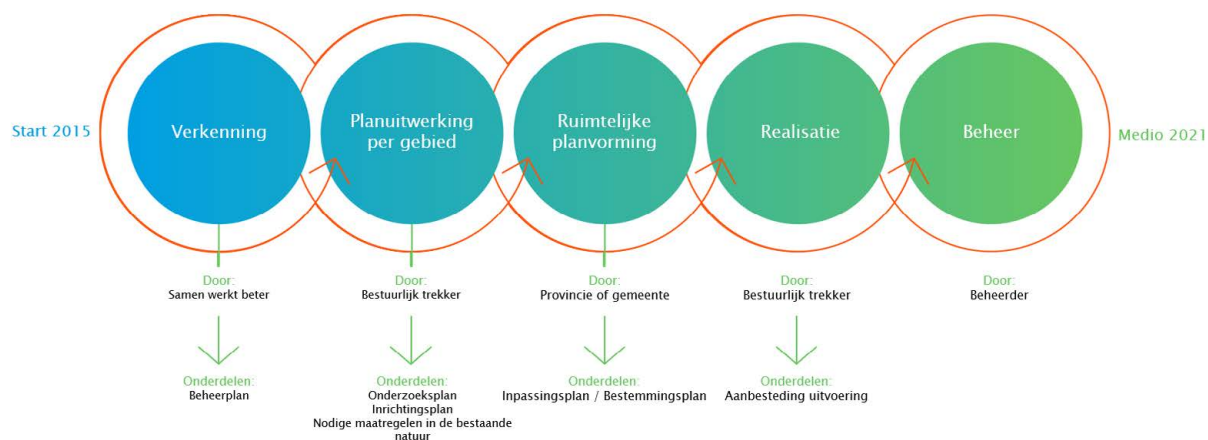 Start 2015
Verkenning
Planuitwerking
per gebied
Ruimtelijke
planvorming
Realisatie
Beheer
Medio 2021
Door:
Samen werkt beter
Door:
Bestuurlijk trekker
Door:
Provincie of gemeente
Door:
Bestuurlijk trekker
Door:
Beheerder
Onderdelen:
Beheerplan
Onderdelen:
Onderzoeksplan
Inrichtingsplan
Nodige maatregelen in de bestaande
natuur
Onderdelen:
Inpassingsplan / Bestemmingsplan
Onderdelen:
Aanbesteding uitvoering